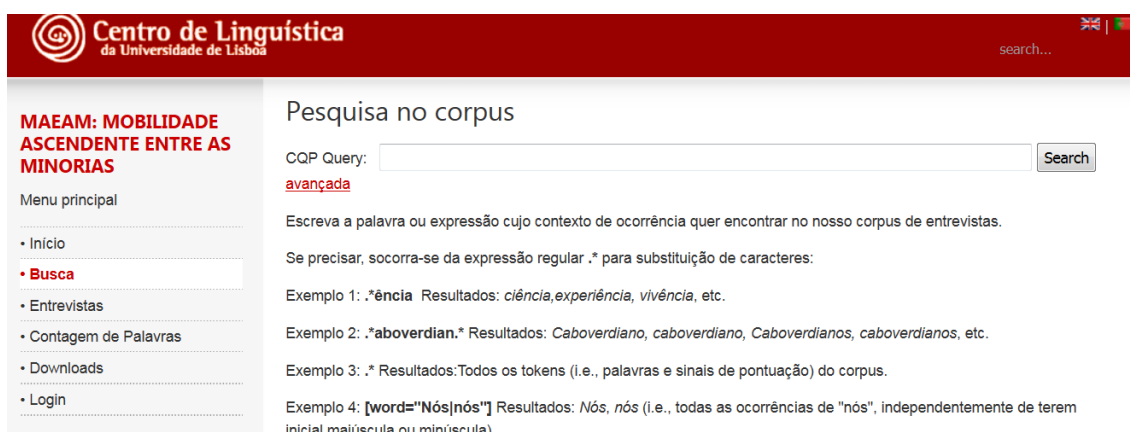 Centro de Linguística
da Universidade de Lisboa
|
search...
MAEAM: MOBILIDADE
ASCENDENTE ENTRE AS
MINORIAS
Menu principal
• Início
• Busca
• Entrevistas
• Contagem de Palavras
• Downloads
• Login
Pesquisa no corpus
CQP Query:
Search
avançada
Escreva a palavra ou expressão cujo contexto de ocorrência quer encontrar no nosso corpus de entrevistas.
Se precisar, socorra-se da expressão regular .* para substituição de caracteres:
Exemplo 1: .*ência Resultados: ciência,experiência, vivência, etc.
Exemplo 2: .*aboverdian.* Resultados: Caboverdiano, caboverdiano, Caboverdianos, caboverdianos, etc.
Exemplo 3: .* Resultados:Todos os tokens (i.e., palavras e sinais de pontuação) do corpus.
Exemplo 4: [word="Nós|nós"] Resultados: Nós, nós (i.e., todas as ocorrências de "nós", independentemente de terem
inicial maiúscula ou minúscula)